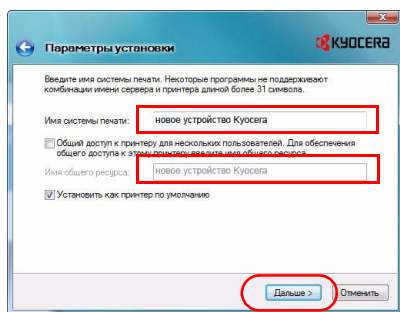 Параметры установки
KYOCERA
Введите имя системы печати. Некоторые программы не поддерживают
комбинации имени сервера и принтера длиной более 31 символа.
Имя системы печати: новое устройство Kyocera
Общий доступ к принтеру для нескольких пользователей. Для обеспечения
общего доступа к этому принтеру введите имя общего ресурса.
Имя общего ресурса: новое устройство Kyocera
Установить как принтер по умолчанию
Дальше > Отменить